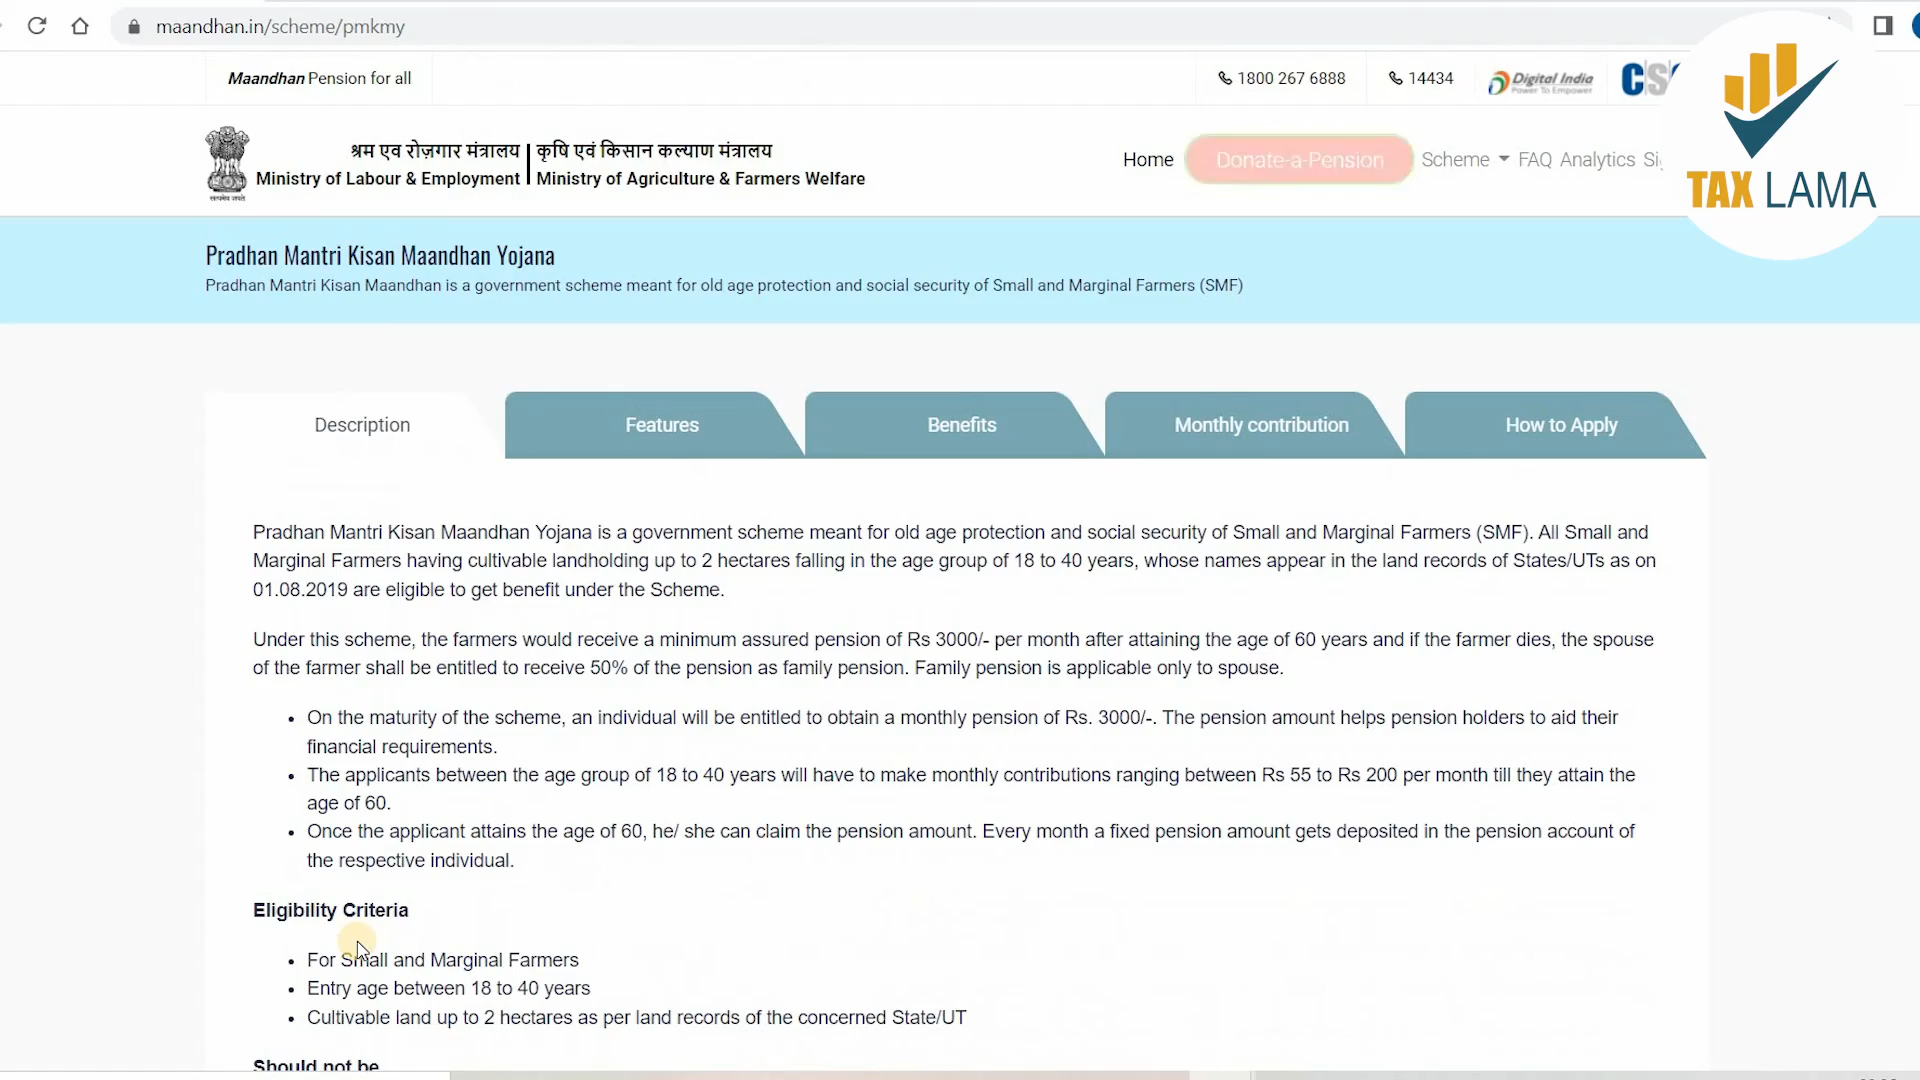 maandhan.in/scheme/pmkmy
Maandhan Pension for all
1800 267 6888
14434
Digital India
Power To Empower
TAX LAMA
श्रम एवं रोज़गार मंत्रालय
कृषि एवं किसान कल्याण मंत्रालय
Ministry of Labour & Employment
Ministry of Agriculture & Farmers Welfare
सत्यमेव जयते
Home Donate-a-Pension Scheme FAQ Analytics
Pradhan Mantri Kisan Maandhan Yojana
Pradhan Mantri Kisan Maandhan is a government scheme meant for old age protection and social security of Small and Marginal Farmers (SMF)
Description Features Benefits Monthly contribution How to Apply
Pradhan Mantri Kisan Maandhan Yojana is a government scheme meant for old age protection and social security of Small and Marginal Farmers (SMF). All Small and
Marginal Farmers having cultivable landholding up to 2 hectares falling in the age group of 18 to 40 years, whose names appear in the land records of States/UTs as on
01.08.2019 are eligible to get benefit under the Scheme.
Under this scheme, the farmers would receive a minimum assured pension of Rs 3000/- per month after attaining the age of 60 years and if the farmer dies, the spouse
of the farmer shall be entitled to receive 50% of the pension as family pension. Family pension is applicable only to spouse.
• On the maturity of the scheme, an individual will be entitled to obtain a monthly pension of Rs. 3000/-. The pension amount helps pension holders to aid their
financial requirements.
• The applicants between the age group of 18 to 40 years will have to make monthly contributions ranging between Rs 55 to Rs 200 per month till they attain the
age of 60.
• Once the applicant attains the age of 60, he/ she can claim the pension amount. Every month a fixed pension amount gets deposited in the pension account of
the respective individual.
Eligibility Criteria
• For Small and Marginal Farmers
• Entry age between 18 to 40 years
• Cultivable land up to 2 hectares as per land records of the concerned State/UT
Should not be